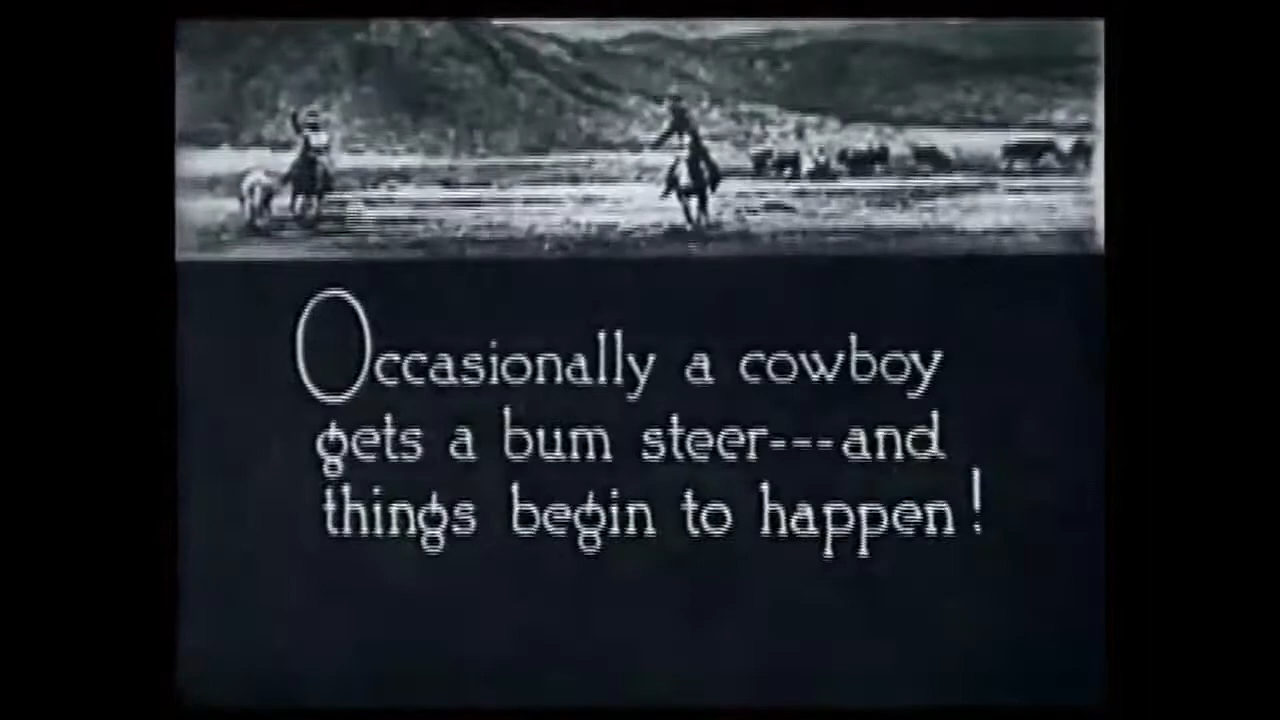 Occasionally a cowboy
gets a bum steer---and
things begin to happen!